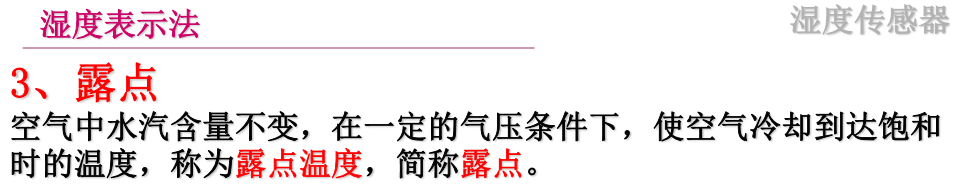 湿度表示法
湿度传感器
3、露点
空气中水汽含量不变，在一定的气压条件下，使空气冷却到达饱和
时的温度，称为露点温度，简称露点。